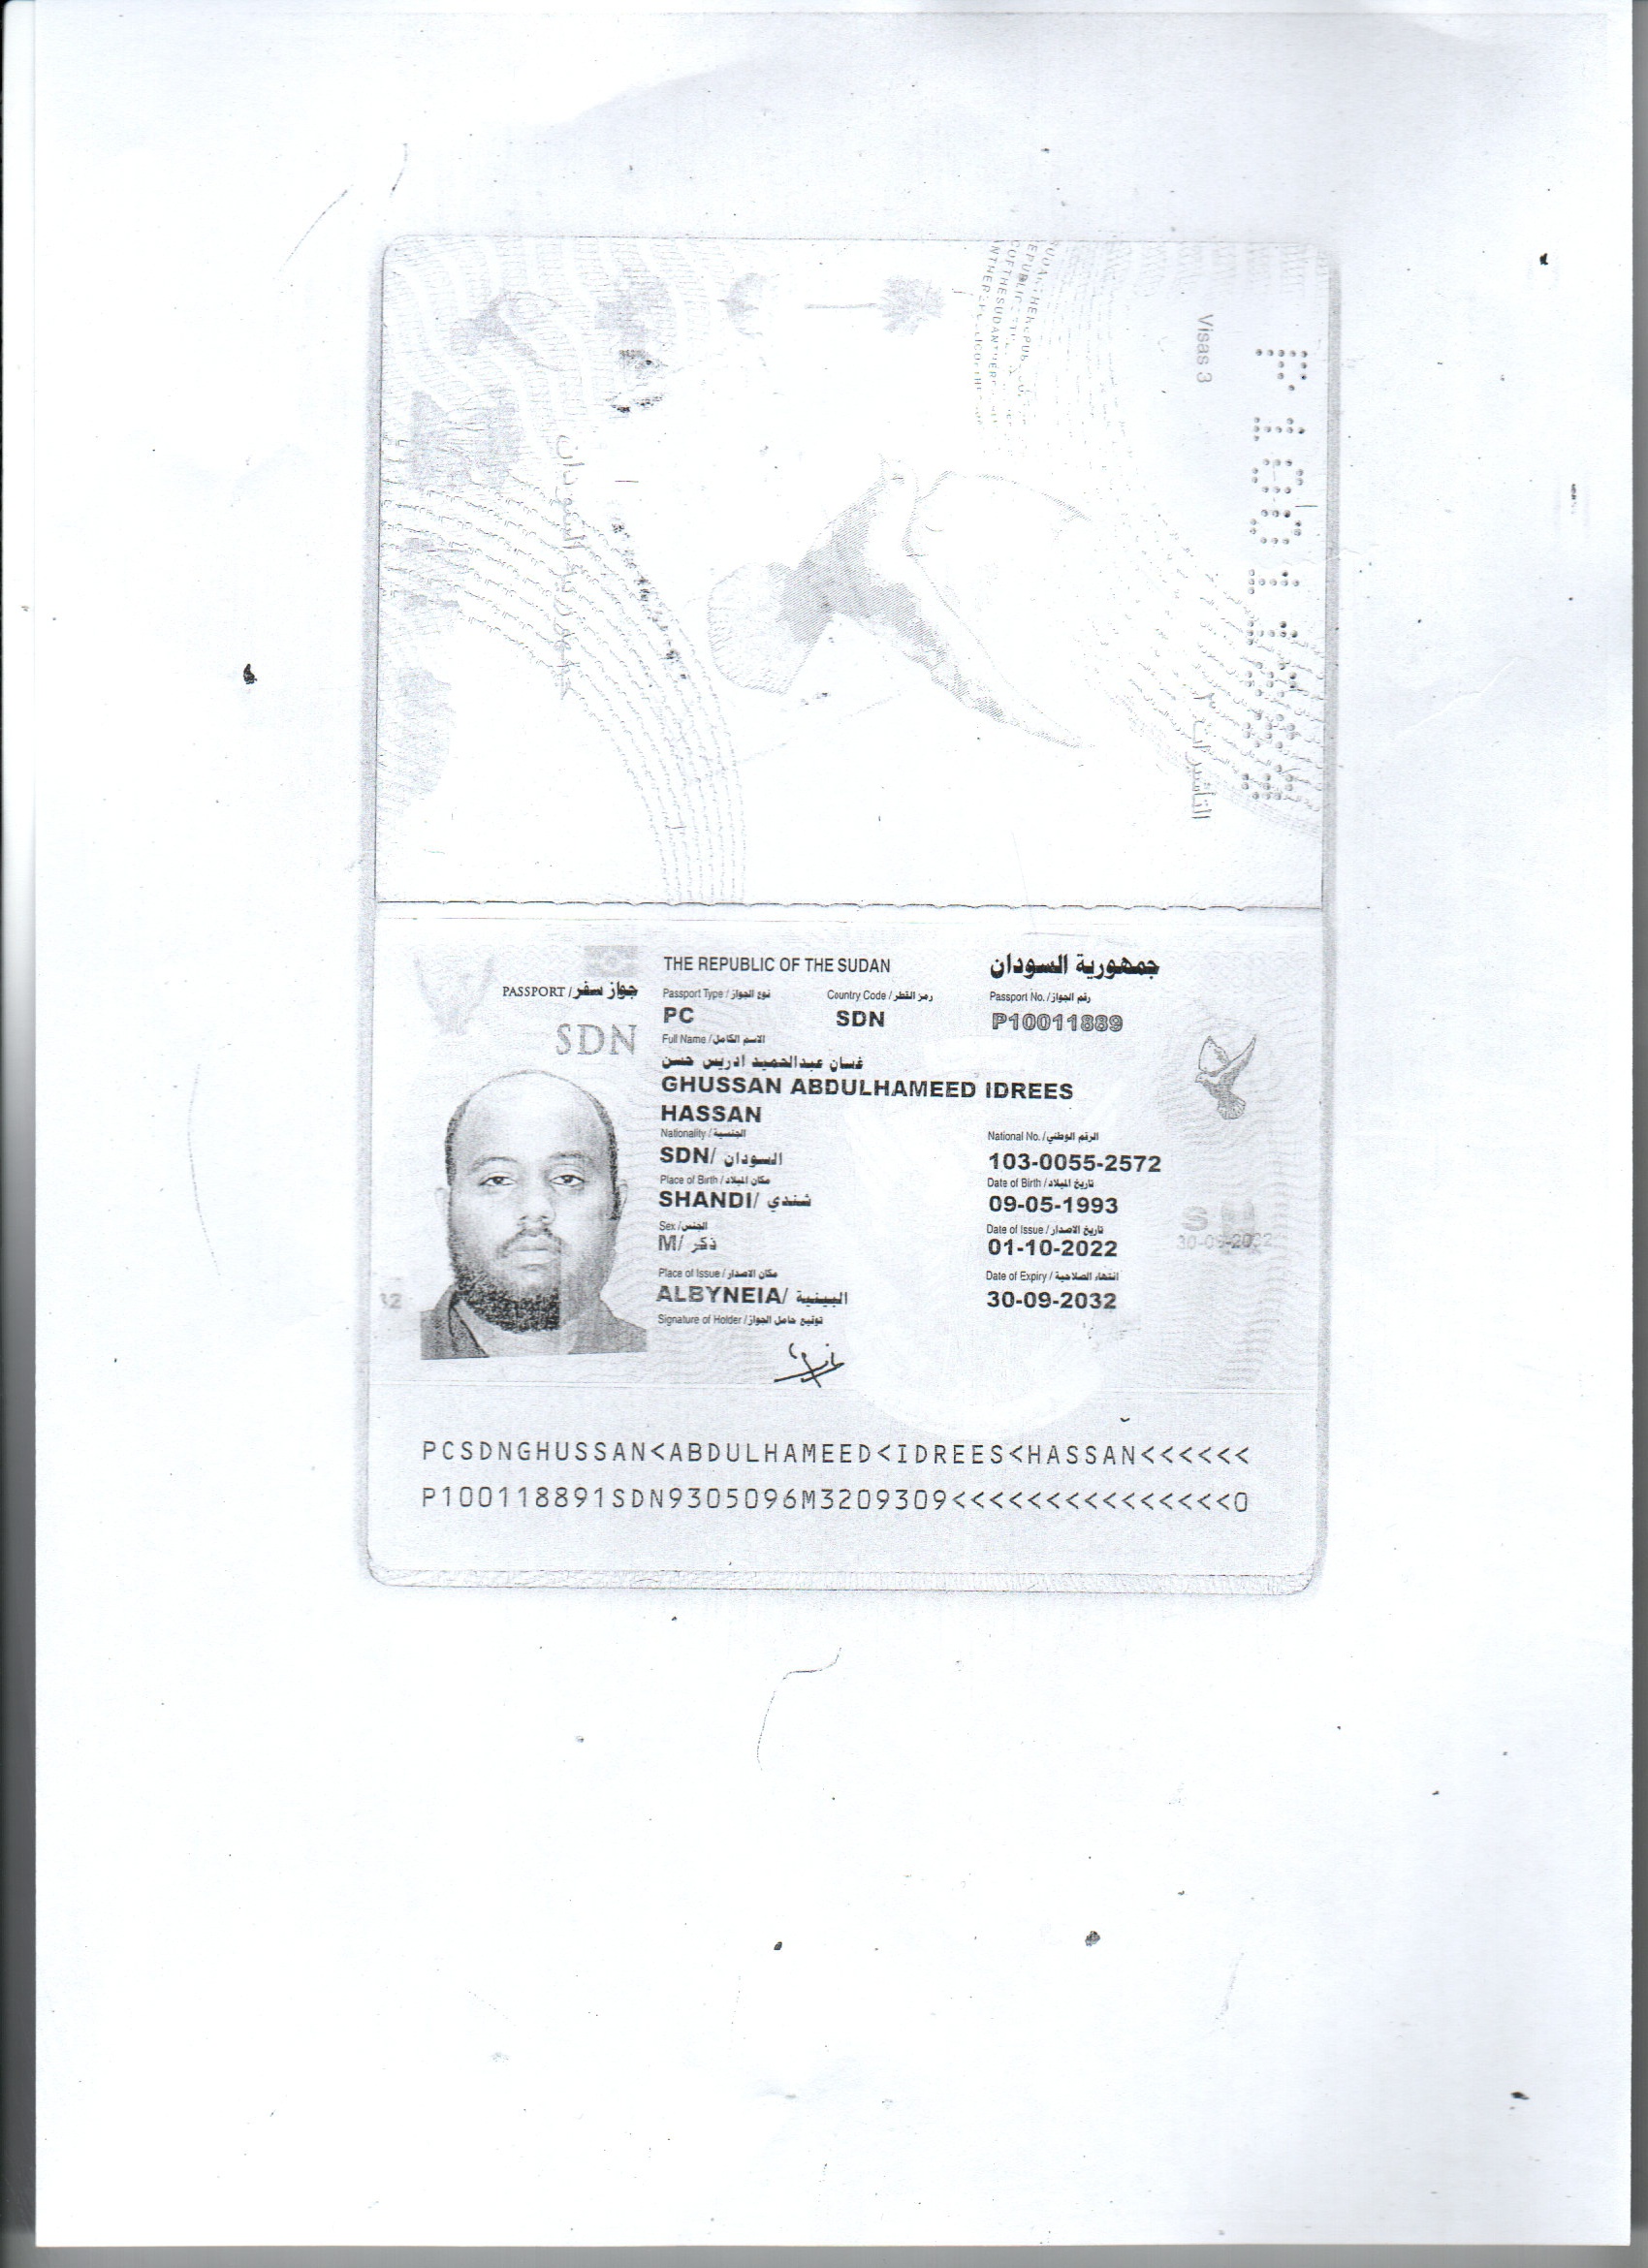 Visas 3
التأشيرات ٣
جمهورية السودان
THE REPUBLIC OF THE SUDAN
جمهورية السودان
PASSPORT / جواز سفر
Passport Type / نوع الجواز
Country Code / رمز القطر
Passport No. / رقم الجواز
PC
SDN
P10011889
SDN
Full Name / الاسم الكامل
غسان عبدالحميد ادريس حسن
GHUSSAN ABDULHAMEED IDREES
HASSAN
Nationality / الجنسية
National No. / الرقم الوطني
SDN/ السودان
103-0055-2572
Place of Birth / مكان الميلاد
Date of Birth / تاريخ الميلاد
SHANDI/ شندي
09-05-1993
Sex / الجنس
Date of Issue / تاريخ الاصدار
M/ ذكر
01-10-2022
30-09-2032
Place of Issue / مكان الاصدار
Date of Expiry / انتهاء الصلاحية
ALBYNEIA/ البينية
30-09-2032
Signature of Holder / توقيع حامل الجواز
PCSDNGHUSSAN<ABDULHAMEED<IDREES<HASSAN<<<<<<
P100118891SDN9305096M3209309<<<<<<<<<<<<<<<0